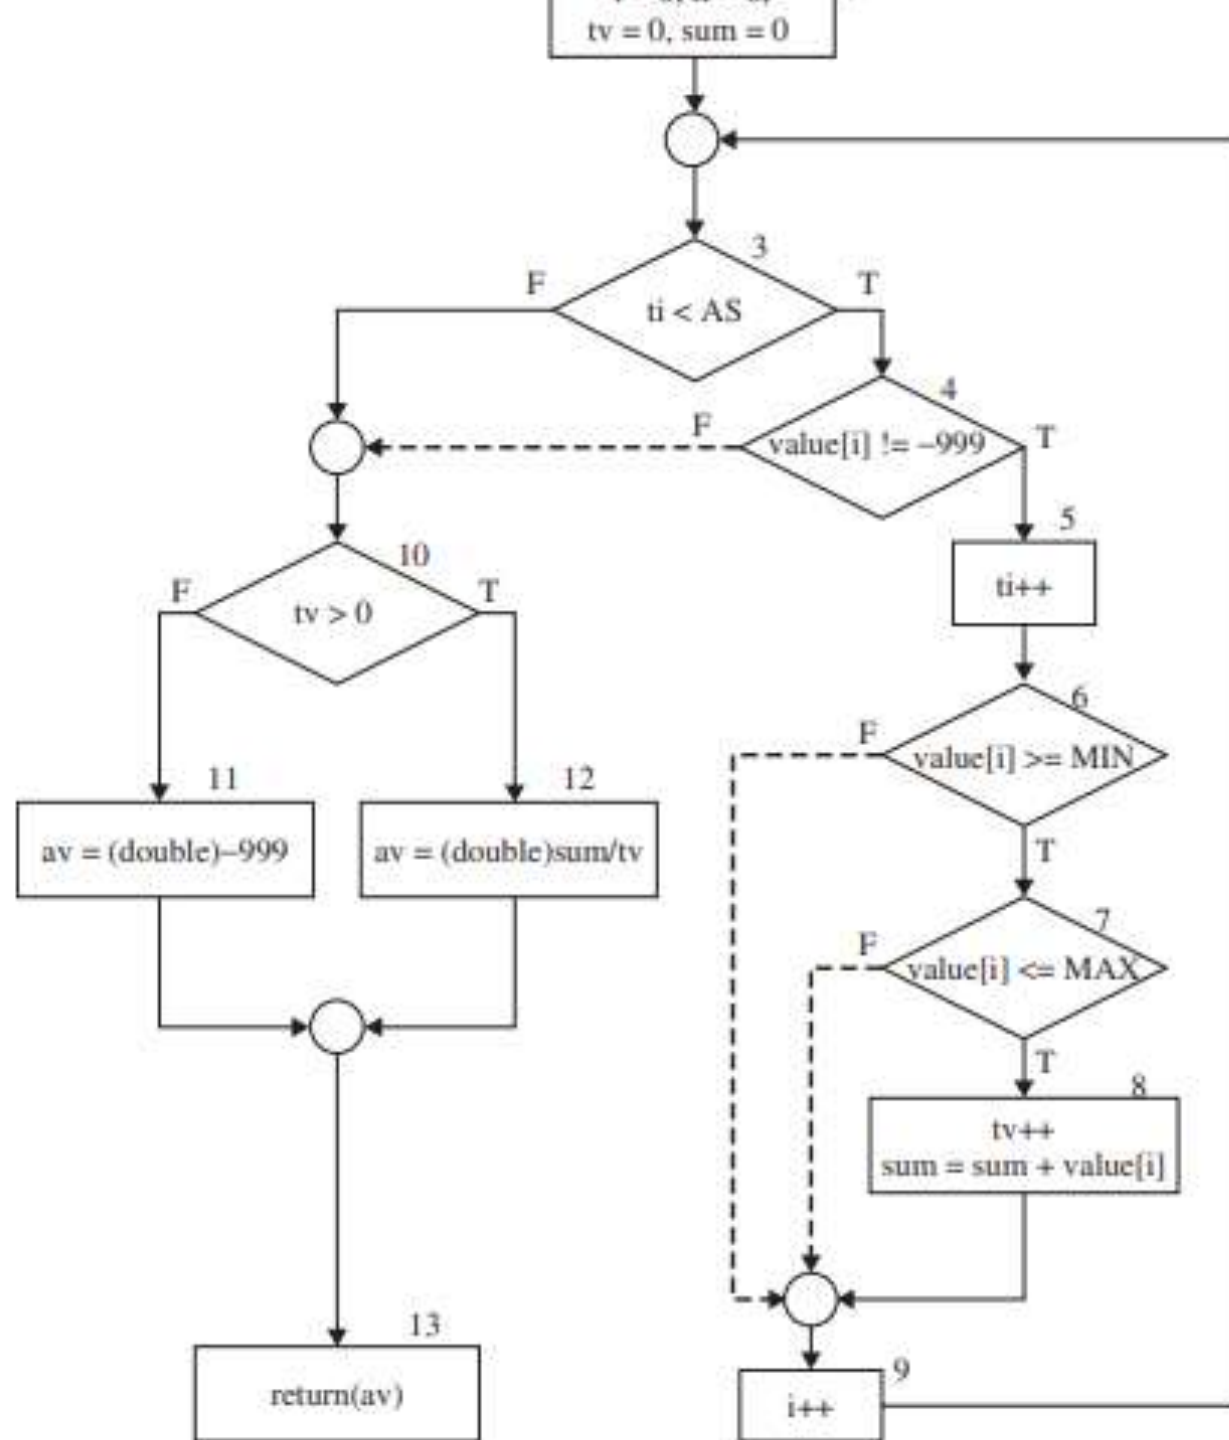 tv = 0, sum = 0
3
F
T
ti < AS
4
F
value[i] != –999
T
5
10
F
T
tv > 0
ti++
6
F
value[i] >= MIN
11
12
T
av = (double)–999
av = (double)sum/tv
7
F
value[i] <= MAX
T
8
tv++
sum = sum + value[i]
13
9
return(av)
i++